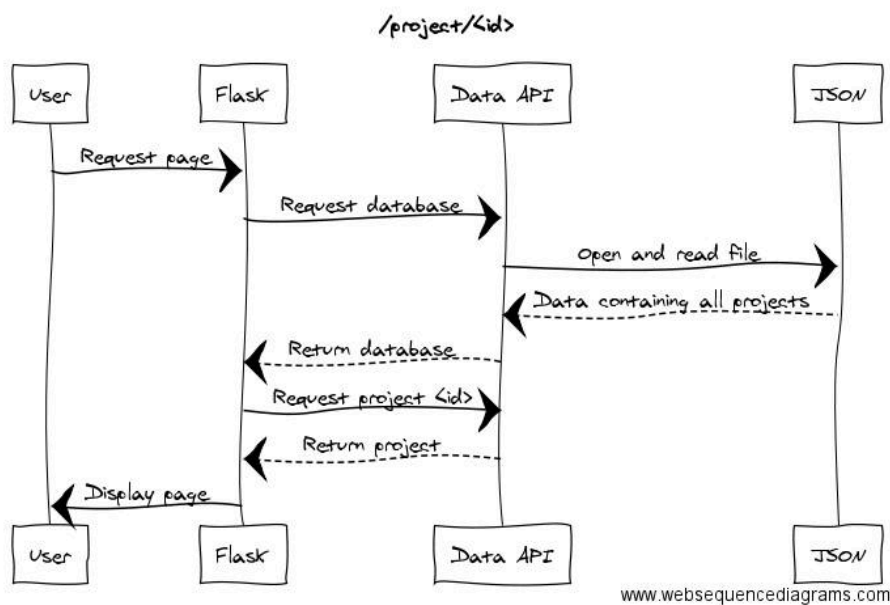 /project/<id>
User Flask Data API JSON
Request page
Request database
Open and read file
Data containing all projects
Return database
Request project <id>
Return project
Display page
User Flask Data API JSON
www.websequencediagrams.com